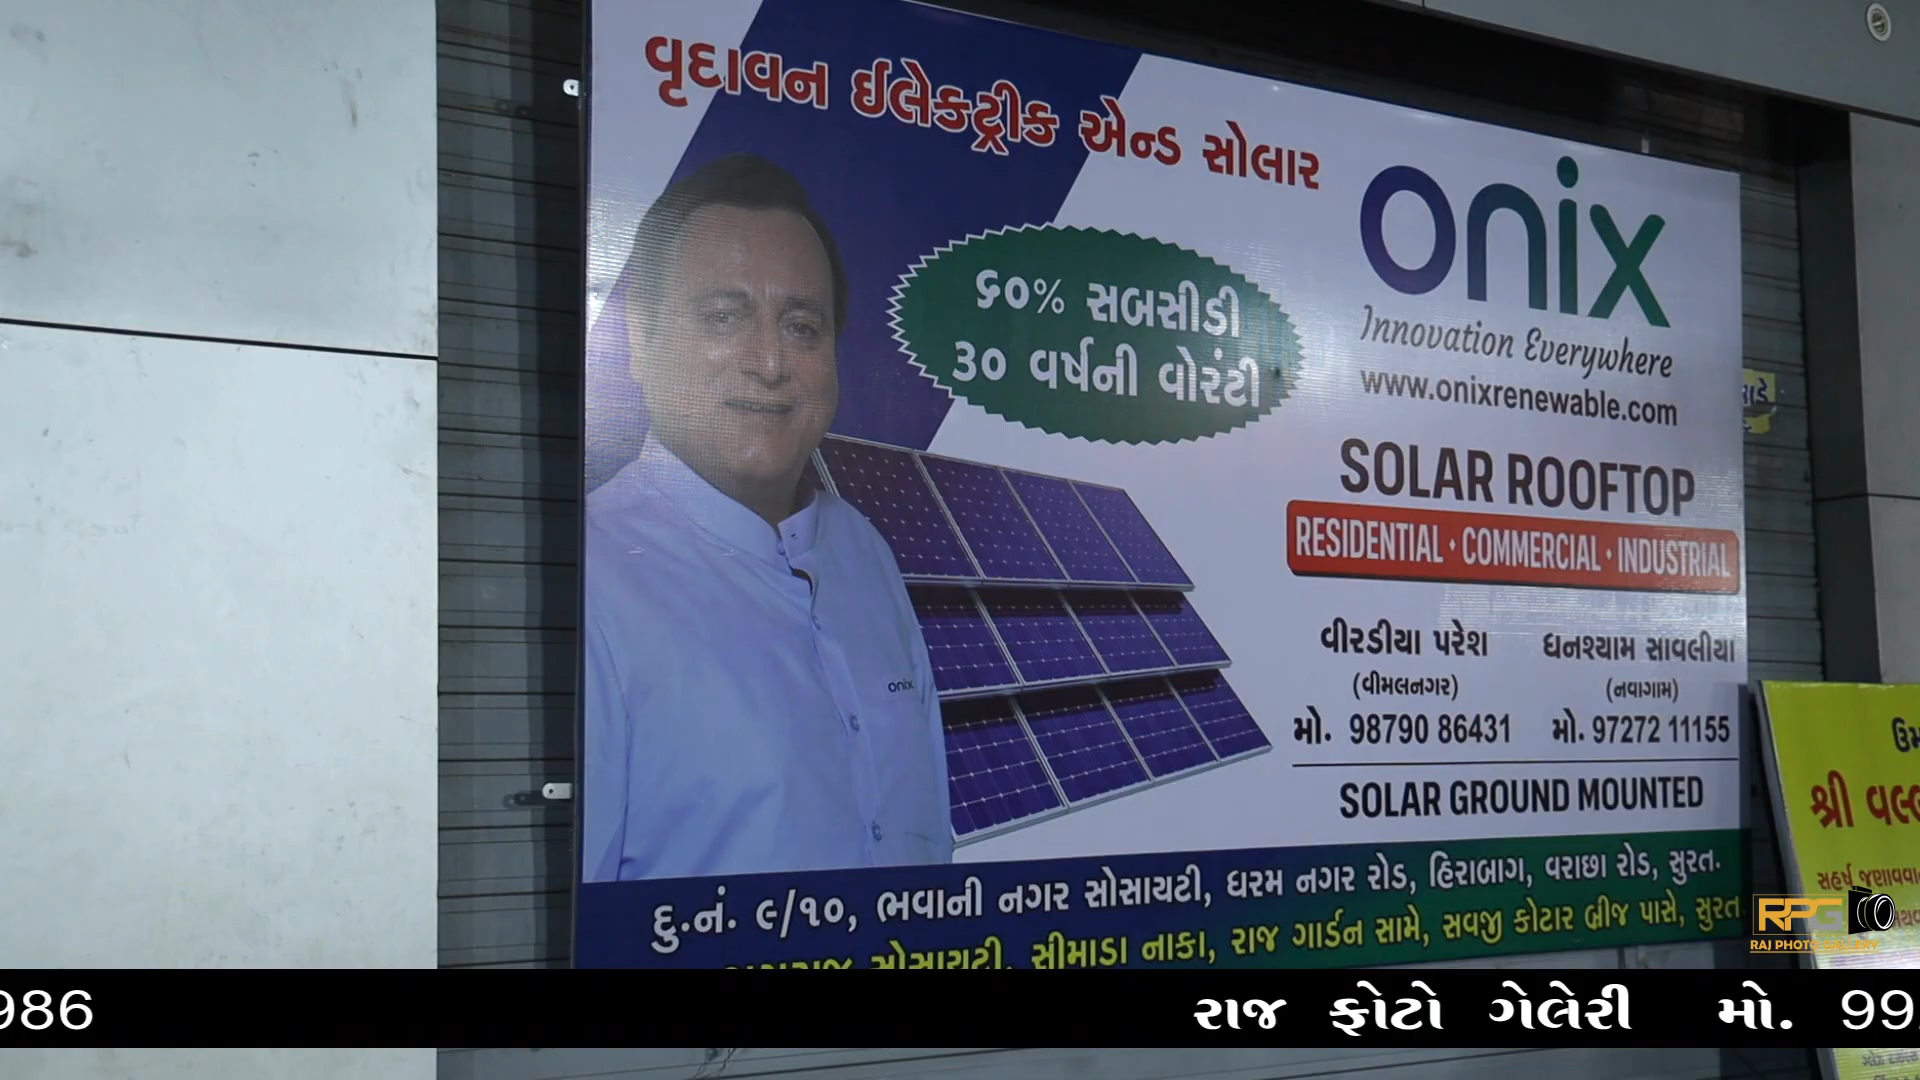 વૃદાવન ઈલેક્ટ્રીક એન્ડ સોલાર
onix
Innovation Everywhere
www.onixrenewable.com
૬૦% સબસીડી
૩૦ વર્ષની વોરંટી
SOLAR ROOFTOP
RESIDENTIAL • COMMERCIAL • INDUSTRIAL
વીરડીયા પરેશ
(વીમલનગર)
મો. 98790 86431
ઘનશ્યામ સાવલીયા
(નવાગામ)
મો. 97272 11155
SOLAR GROUND MOUNTED
onix
દુ.નં. ૯/૧૦, ભવાની નગર સોસાયટી, ધરમ નગર રોડ, હિરાબાગ, વરાછા રોડ, સુરત.
સોસાયટી, સીમાડા નાકા, રાજ ગાર્ડન સામે, સવજી કોટાર બ્રીજ પાસે, સુરત
શ્રી
સહર્ષ
RPG
RAJ PHOTO GALLERY
986
રાજ ફોટો ગેલેરી મો. 99